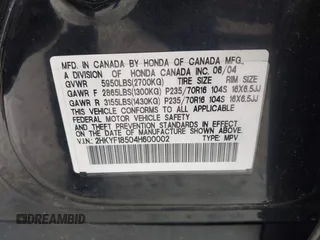 MFD. IN CANADA BY HONDA OF CANADA MFG.,
A DIVISION OF HONDA CANADA INC. 06/04
GVWR 5950LBS(2700KG) TIRE SIZE RIM SIZE
GAWR F 2865LBS(1300KG) P235/70R16 104S 16X6.5JJ
GAWR R 3155LBS(1430KG) P235/70R16 104S 16X6.5JJ
THIS VEHICLE CONFORMS TO ALL APPLICABLE
FEDERAL MOTOR VEHICLE SAFETY STANDARDS
IN EFFECT ON THE DATE OF MANUFACTURE
SHOWN ABOVE.
V.I.N.: 2HKYF18504H600002 TYPE: MPV
DREAMBID